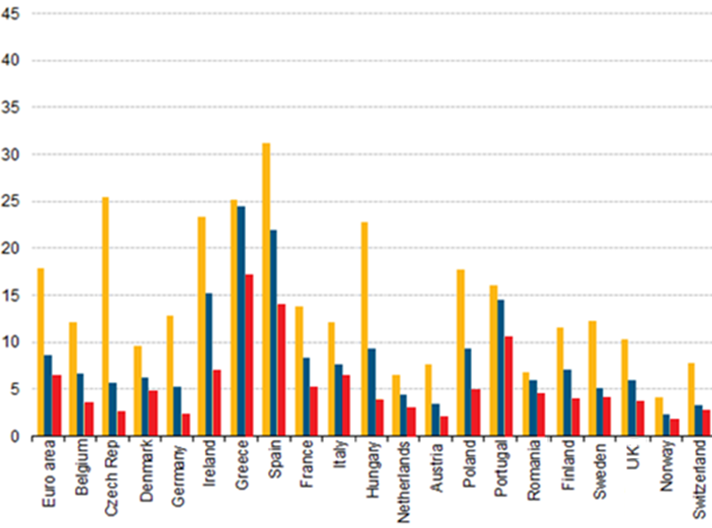 45
40
35
30
25
20
15
10
5
0
Euro area
Belgium
Czech Rep
Denmark
Germany
Ireland
Greece
Spain
France
Italy
Hungary
Netherlands
Austria
Poland
Portugal
Romania
Finland
Sweden
UK
Norway
Switzerland